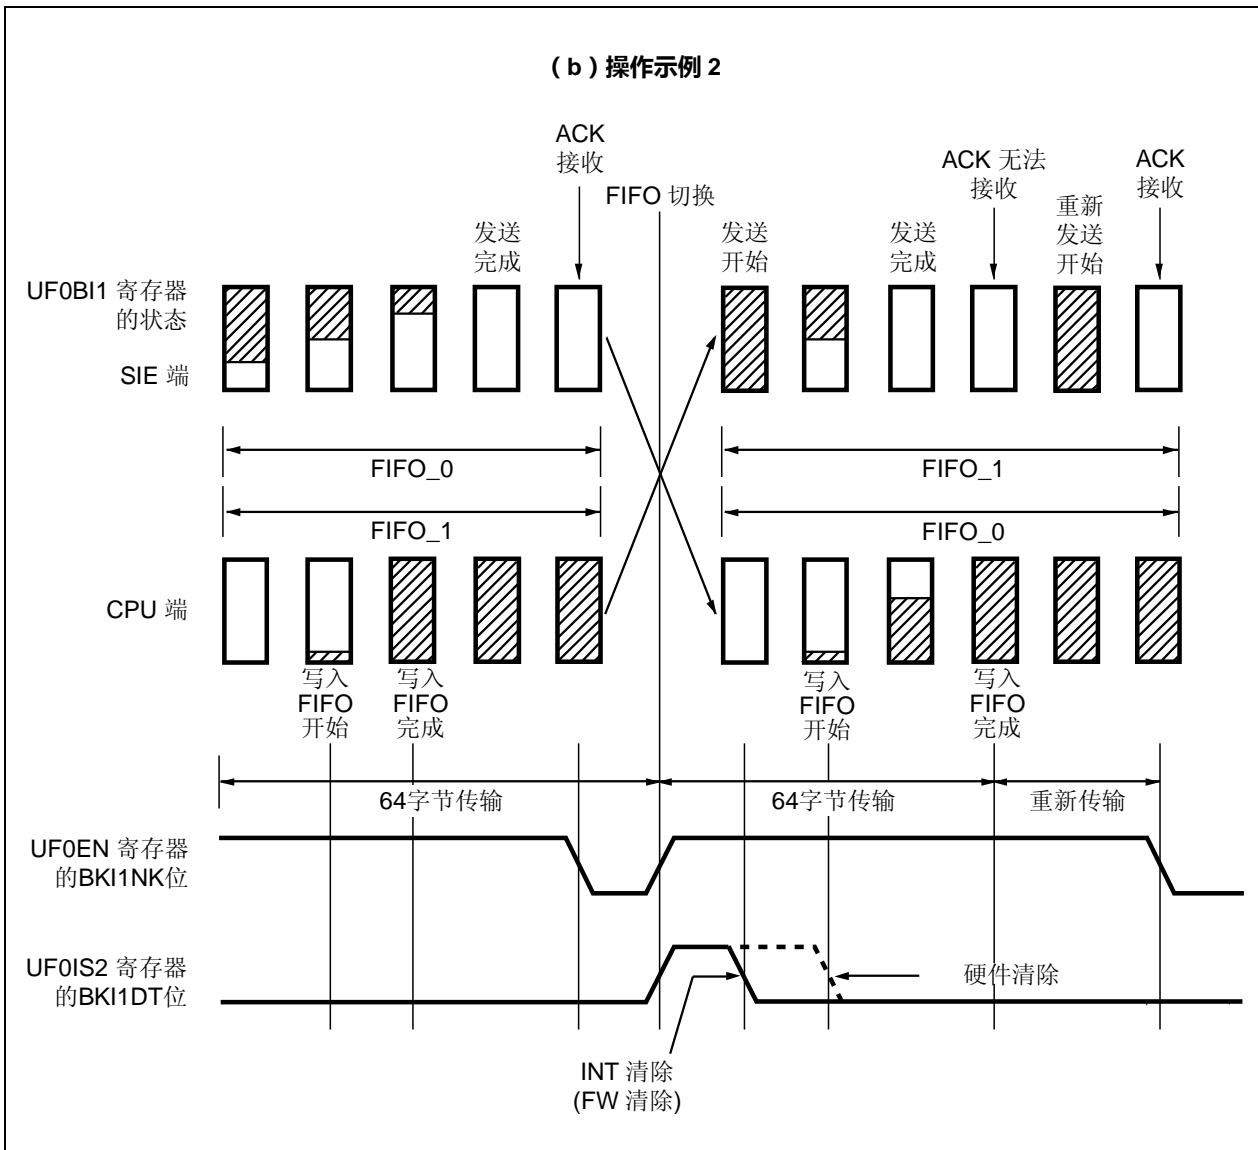 （b）操作示例 2
ACK
接收
FIFO 切换
发送
完成
发送
开始
发送
完成
ACK 无法
接收
重新
发送
开始
ACK
接收
UF0BI1 寄存器
的状态
SIE 端
FIFO_0
FIFO_1
FIFO_1
FIFO_0
CPU 端
写入
FIFO
开始
写入
FIFO
完成
写入
FIFO
开始
写入
FIFO
完成
64字节传输
64字节传输
重新传输
UF0EN 寄存器
的BKI1NK位
UF0IS2 寄存器
的BKI1DT位
硬件清除
INT 清除
(FW 清除)